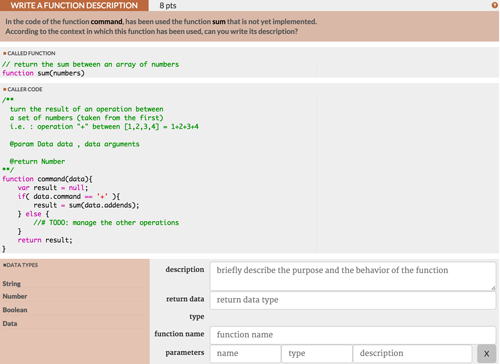 WRITE A FUNCTION DESCRIPTION 8 pts
In the code of the function command, has been used the function sum that is not yet implemented.
According to the context in which this function has been used, can you write its description?
CALLED FUNCTION
// return the sum between an array of numbers
function sum(numbers)
CALLER CODE
/**
turn the result of an operation between
a set of numbers (taken from the first)
i.e. : operation "+" between [1,2,3,4] = 1+2+3+4
@param Data data , data arguments
@return Number
**/
function command(data){
var result = null;
if( data.command == '+' ){
result = sum(data.addends);
} else {
//# TODO: manage the other operations
}
return result;
}
DATA TYPES
String
Number
Boolean
Data
description briefly describe the purpose and the behavior of the function
return data type return data type
function name function name
parameters name type description X